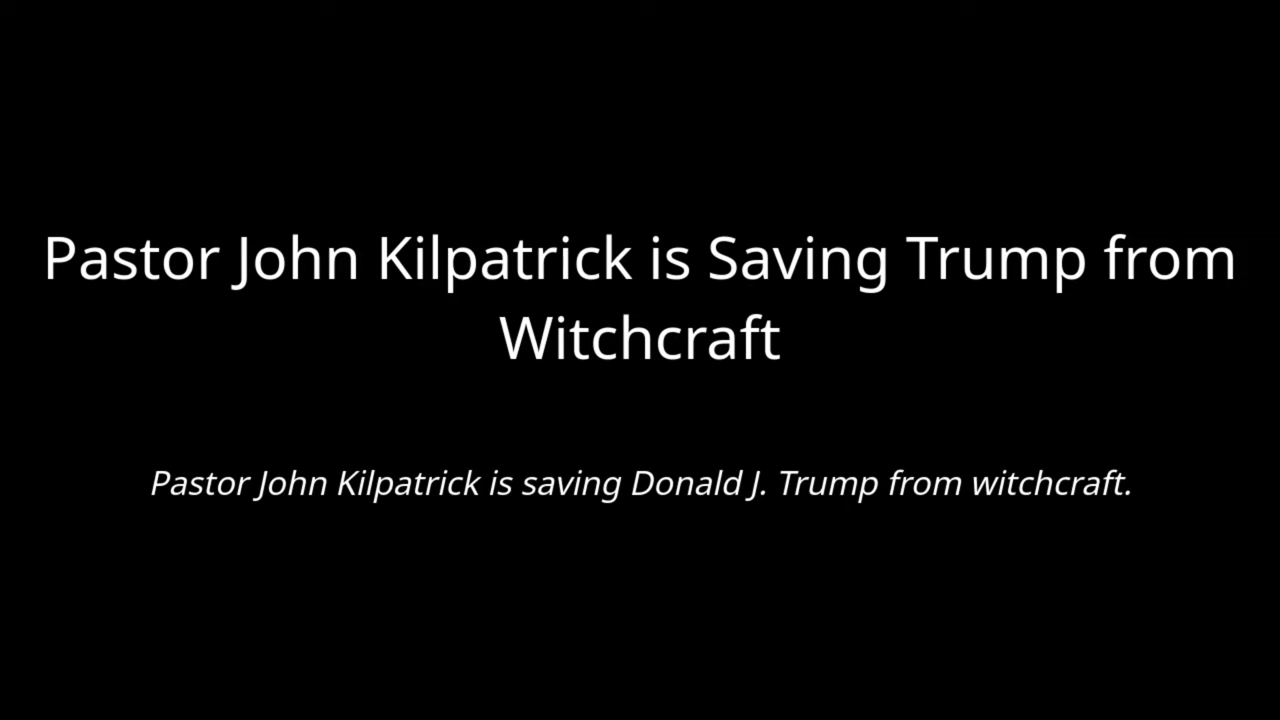 Pastor John Kilpatrick is Saving Trump from
Witchcraft
Pastor John Kilpatrick is saving Donald J. Trump from witchcraft.